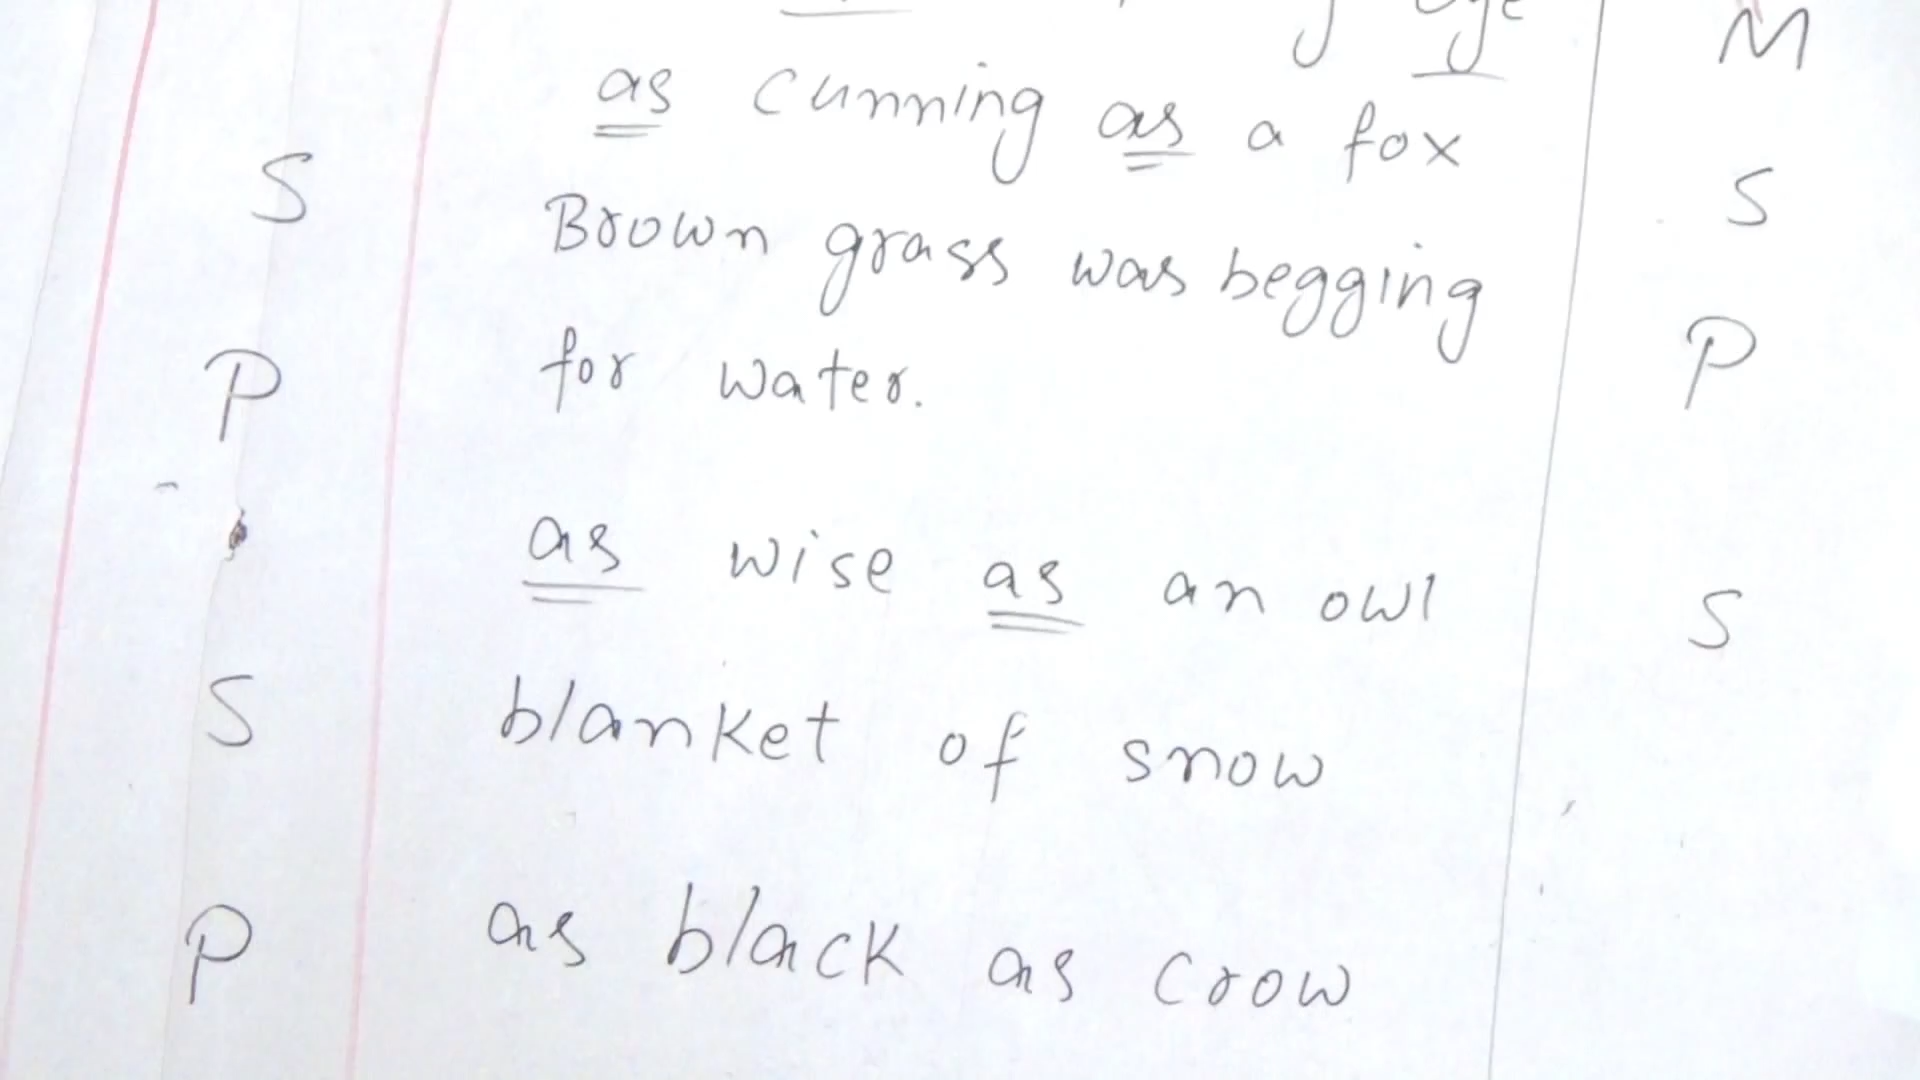 M
as cunning as a fox
S S
Brown grass was begging
P for water. P
as wise as an owl S
S blanket of snow
P as black as crow